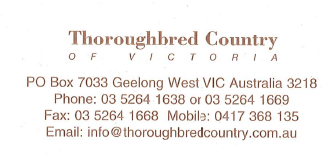 Thoroughbred Country
OF VICTORIA
PO Box 7033 Geelong West VIC Australia 3218
Phone: 03 5264 1638 or 03 5264 1669
Fax: 03 5264 1668 Mobile: 0417 368 135
Email: info@thoroughbredcountry.com.au